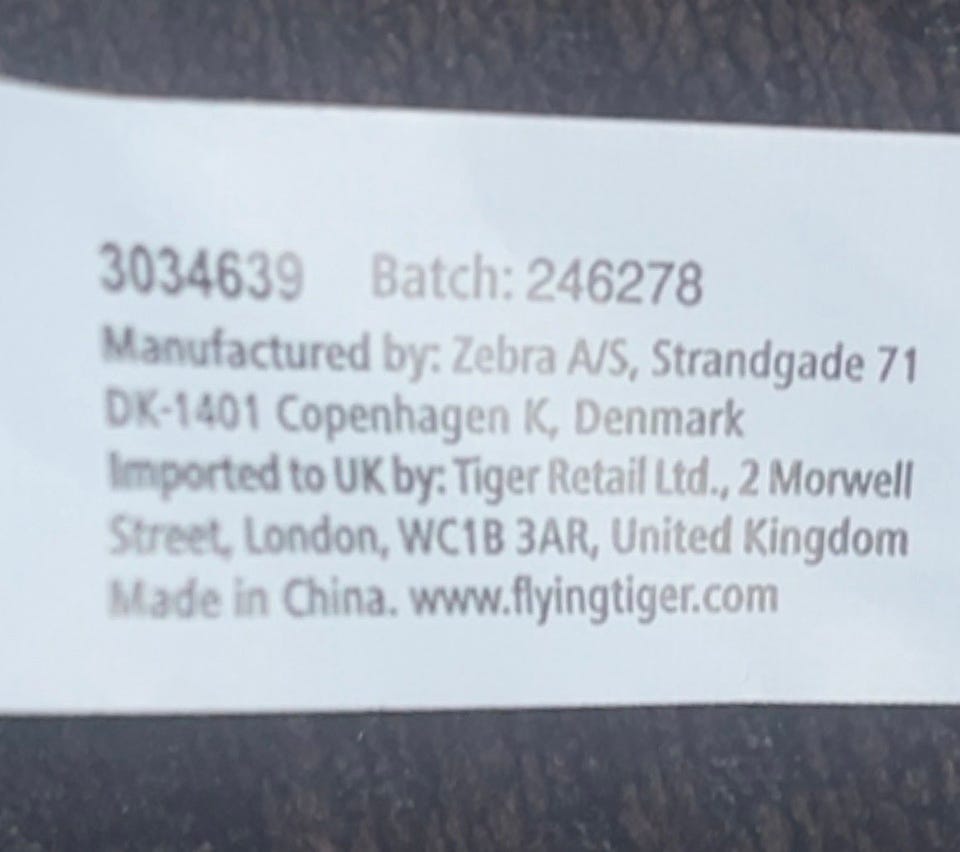 3034639 Batch: 246278
Manufactured by: Zebra A/S, Strandgade 71
DK-1401 Copenhagen K, Denmark
Imported to UK by: Tiger Retail Ltd., 2 Morwell
Street, London, WC1B 3AR, United Kingdom
Made in China. www.flyingtiger.com